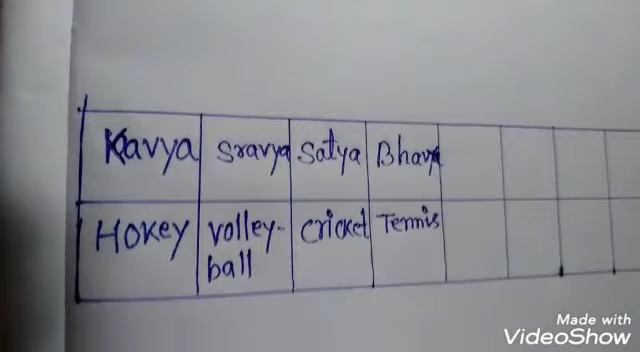 Kavya Sravya Satya Bhavya
HOKEY volley- cricket Tennis
ball
Made with
VideoShow